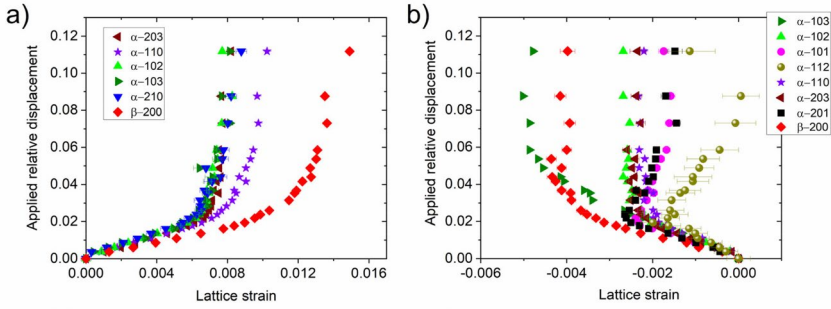 a)
Applied relative displacement
0.12
0.10
0.08
0.06
0.04
0.02
0.00
α-203
α-110
α-102
α-103
α-210
β-200
0.000 0.004 0.008 0.012 0.016
Lattice strain
b)
Applied relative displacement
0.12
0.10
0.08
0.06
0.04
0.02
0.00
α-103
α-102
α-101
α-112
α-110
α-203
α-201
β-200
-0.006 -0.004 -0.002 0.000
Lattice strain